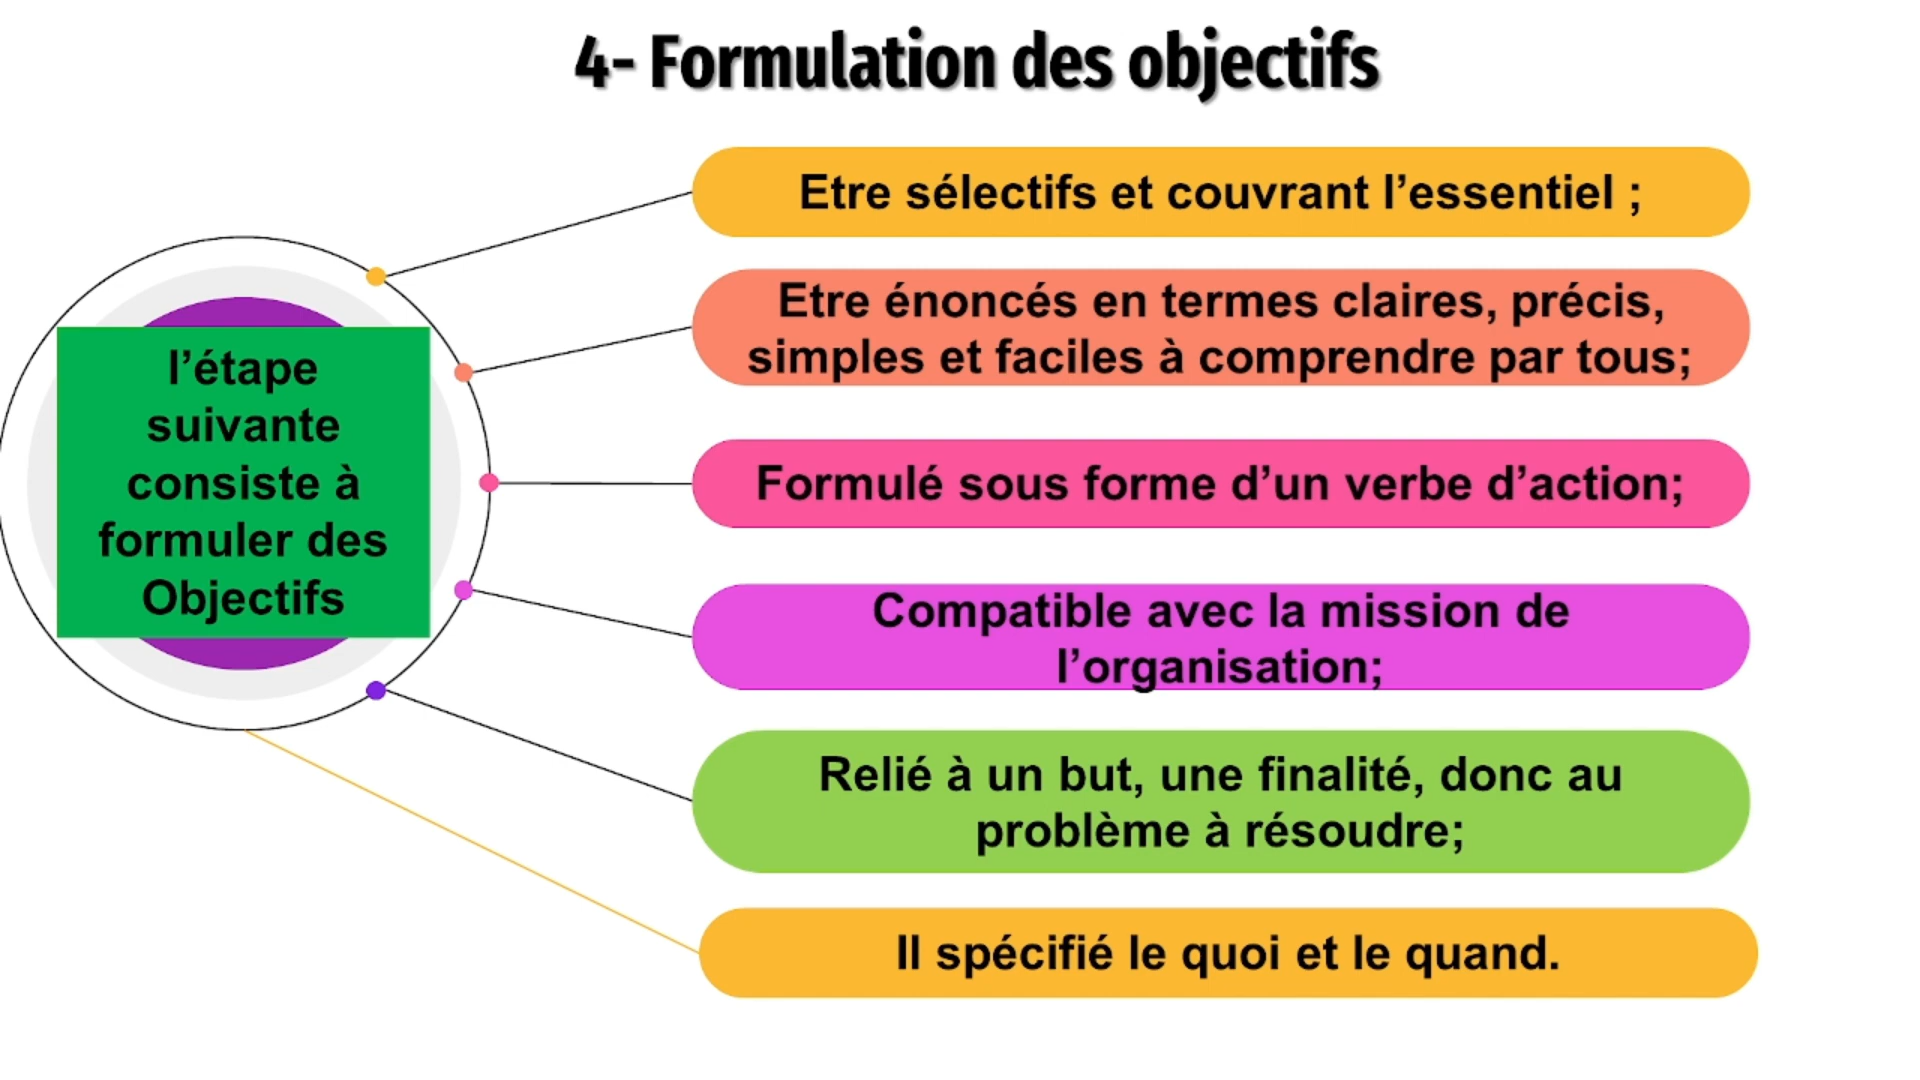 4- Formulation des objectifs
l’étape
suivante
consiste à
formuler des
Objectifs
Etre sélectifs et couvrant l’essentiel ;
Etre énoncés en termes claires, précis,
simples et faciles à comprendre par tous;
Formulé sous forme d’un verbe d’action;
Compatible avec la mission de
l’organisation;
Relié à un but, une finalité, donc au
problème à résoudre;
Il spécifié le quoi et le quand.